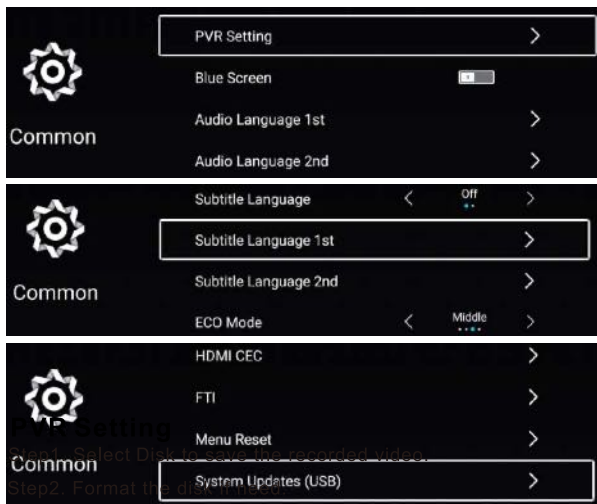 PVR Setting
Blue Screen
Audio Language 1st
Common
Audio Language 2nd
Subtitle Language Off
Subtitle Language 1st
Subtitle Language 2nd
Common
ECO Mode Middle
HDMI CEC
FTI
PVR Setting
Menu Reset
Step1. Select Disk to save the recorded video.
Common
System Updates (USB)
Step2. Format the disk if need.